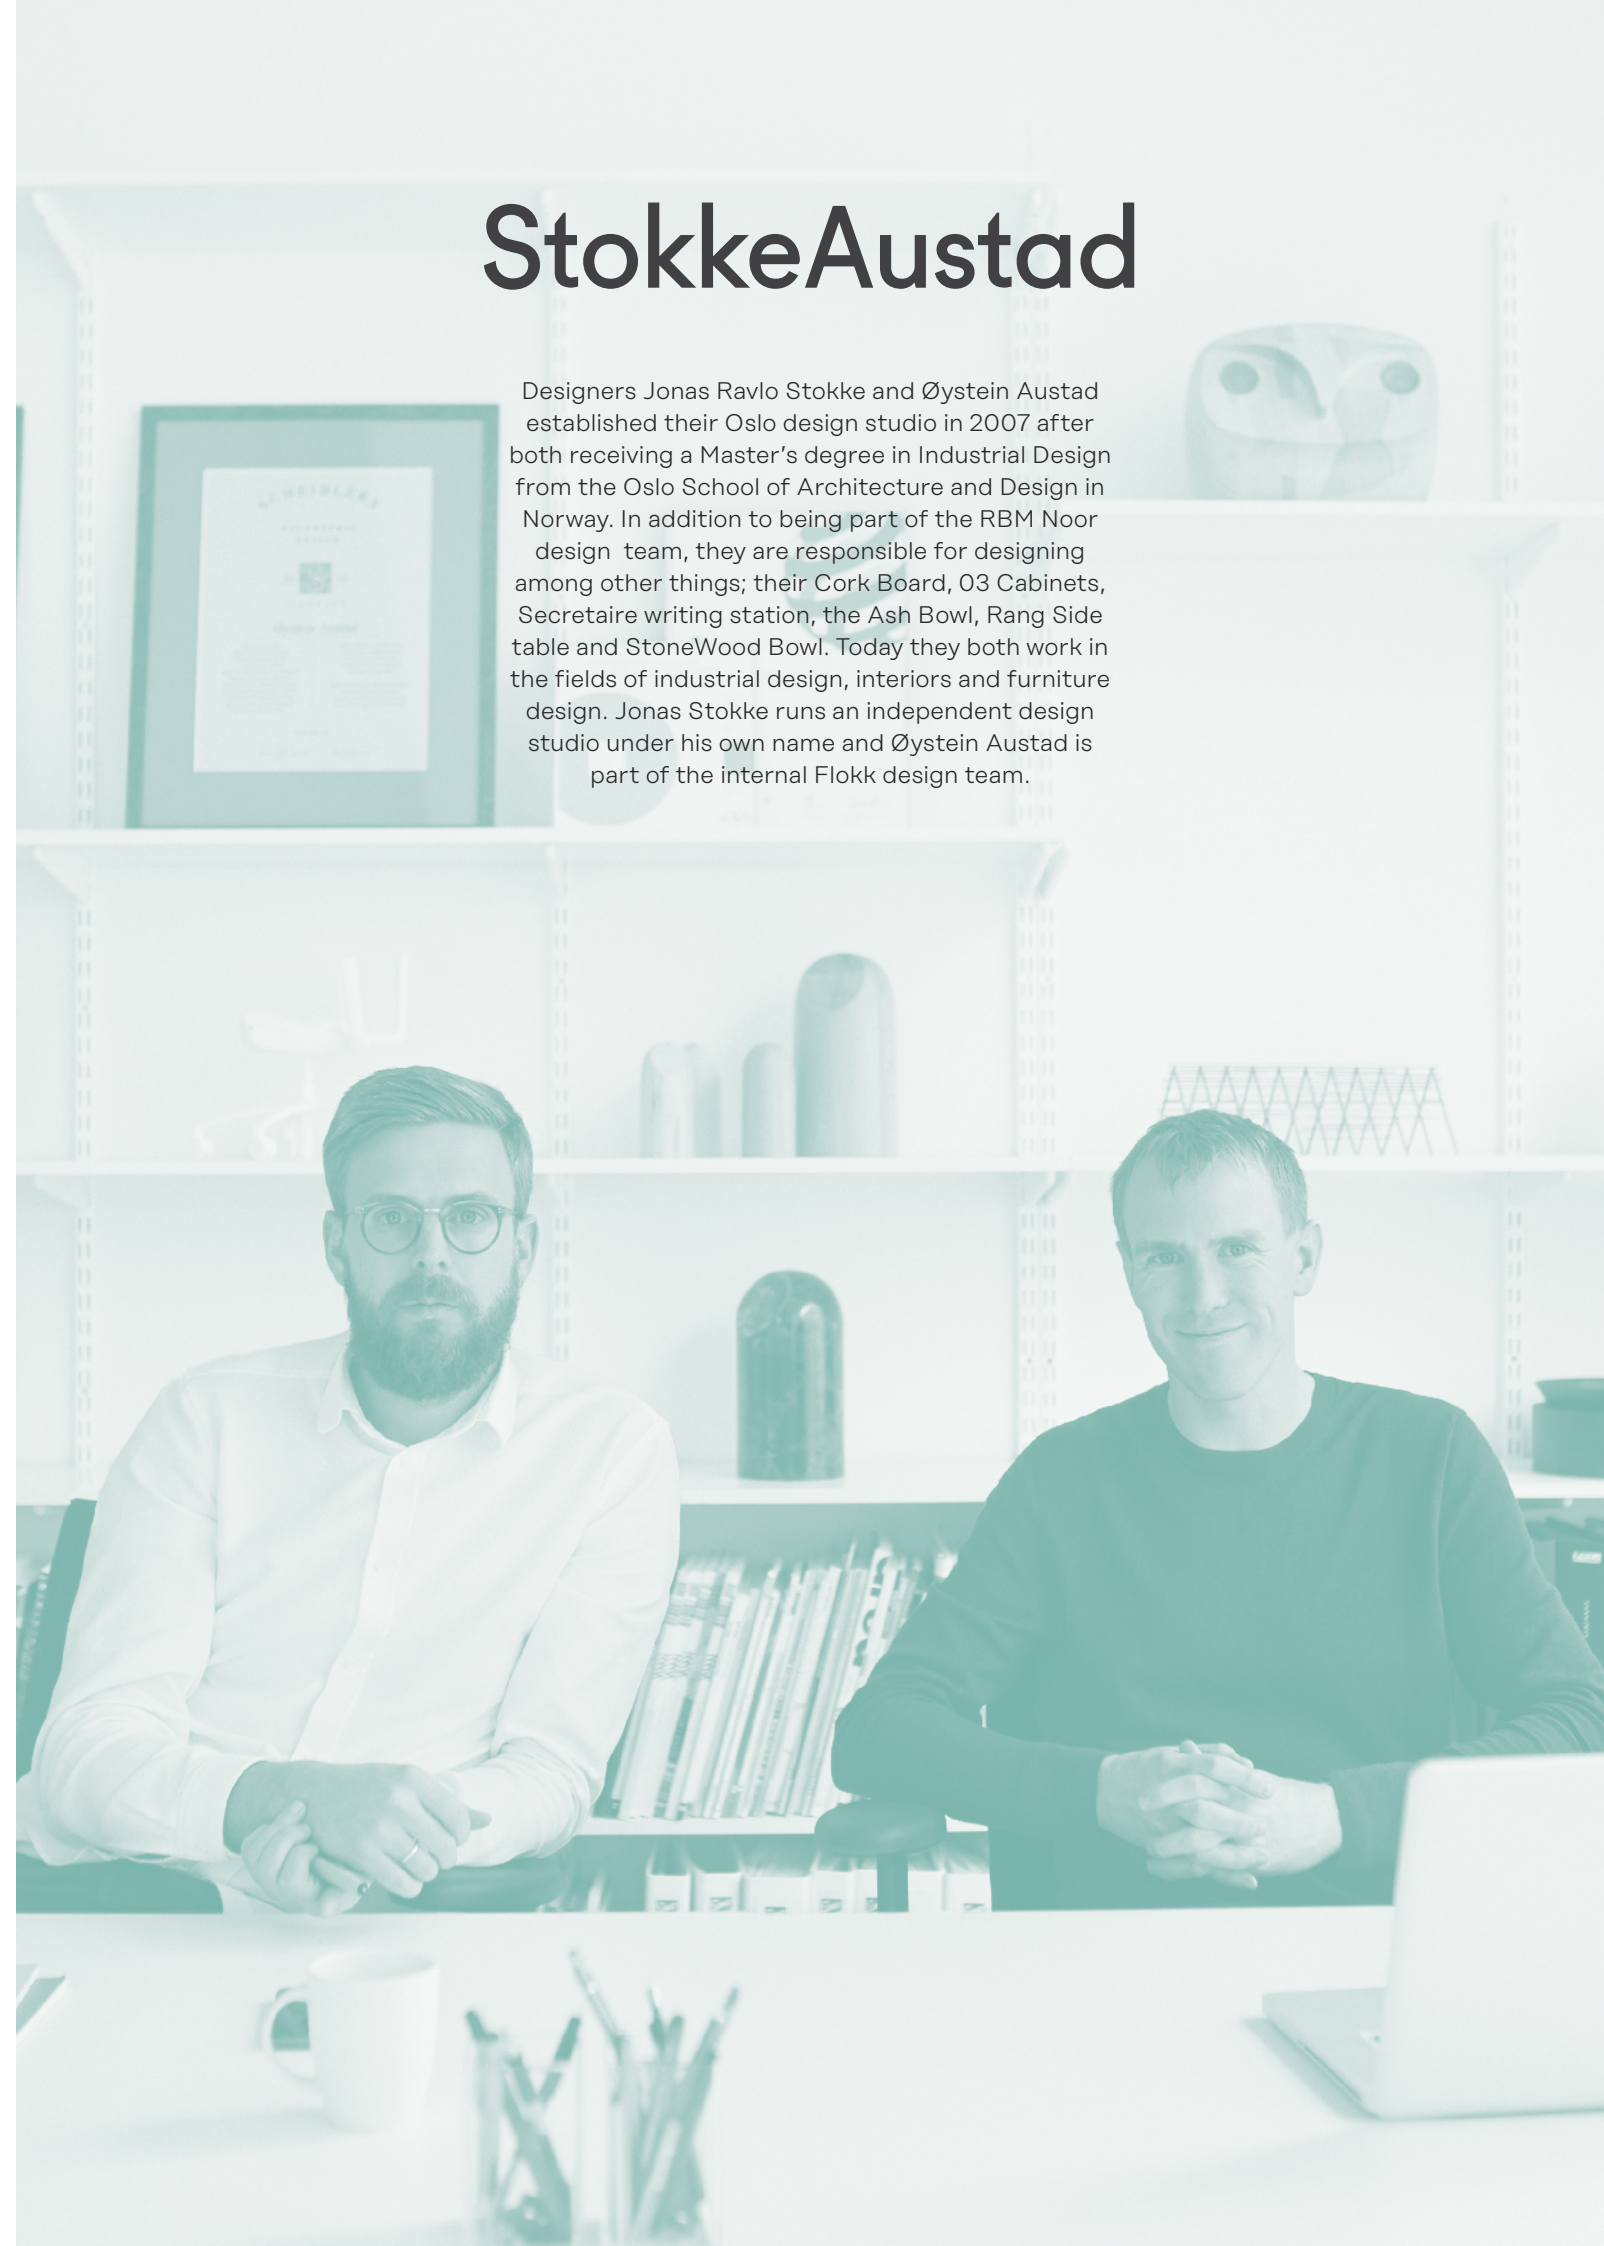 StokkeAustad
Designers Jonas Ravlo Stokke and Øystein Austad
established their Oslo design studio in 2007 after
both receiving a Master’s degree in Industrial Design
from the Oslo School of Architecture and Design in
Norway. In addition to being part of the RBM Noor
design  team, they are responsible for designing
among other things; their Cork Board, 03 Cabinets,
Secretaire writing station, the Ash Bowl, Rang Side
table and StoneWood Bowl. Today they both work in
the fields of industrial design, interiors and furniture
design. Jonas Stokke runs an independent design
studio under his own name and Øystein Austad is
part of the internal Flokk design team.